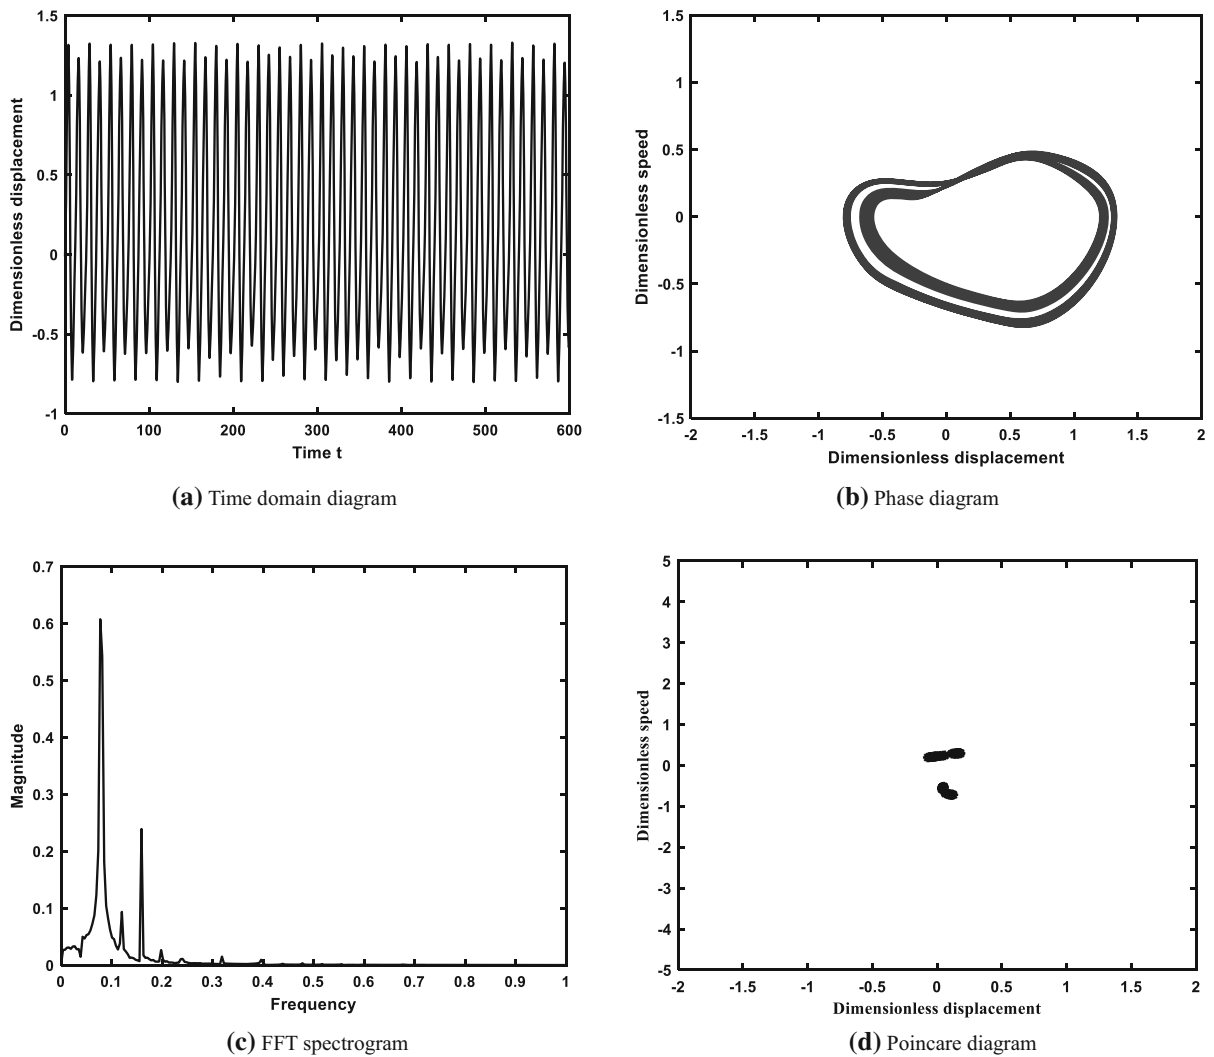 1.5
1
0.5
0
-0.5
-1
0 100 200 300 400 500 600
Dimensionless displacement
Time t
(a) Time domain diagram
1.5
1
0.5
0
-0.5
-1
-1.5
-2 -1.5 -1 -0.5 0 0.5 1 1.5 2
Dimensionless speed
Dimensionless displacement
(b) Phase diagram
0.7
0.6
0.5
0.4
0.3
0.2
0.1
0
0 0.1 0.2 0.3 0.4 0.5 0.6 0.7 0.8 0.9 1
Magnitude
Frequency
(c) FFT spectrogram
5
4
3
2
1
0
-1
-2
-3
-4
-5
-2 -1.5 -1 -0.5 0 0.5 1 1.5 2
Dimensionless speed
Dimensionless displacement
(d) Poincare diagram